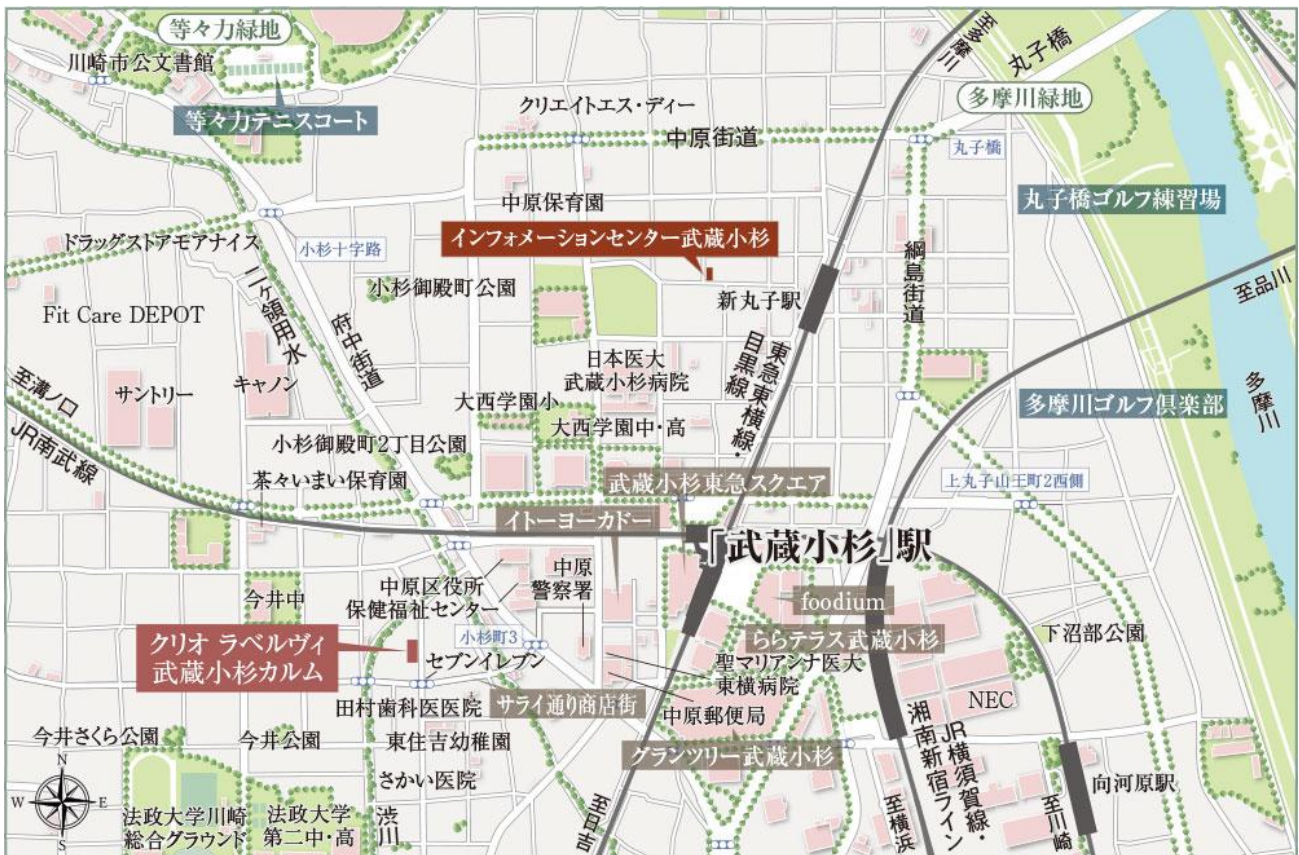 等々力緑地
川崎市公文書館
等々力テニスコート
クリエイトエス・ディー
中原街道
至多摩川
丸子橋
多摩川緑地
丸子橋
丸子橋ゴルフ練習場
中原保育園
インフォメーションセンター武蔵小杉
ドラッグストアモアナイス
小杉十字路
小杉御殿町公園
新丸子駅
綱島街道
至品川
Fit Care DEPOT
二ヶ領用水
府中街道
東急東横線・
目黒線
日本医大
武蔵小杉病院
至溝ノ口
サントリー
キャノン
大西学園小
大西学園中・高
多摩川ゴルフ倶楽部
多摩川
JR南武線
小杉御殿町2丁目公園
茶々いまい保育園
武蔵小杉東急スクエア
上丸子山王町2西側
イトーヨーカドー
「武蔵小杉」駅
今井中
中原区役所
保健福祉センター
中原
警察署
foodium
クリオ ラベルヴィ
武蔵小杉カルム
小杉町3
セブンイレブン
ららテラス武蔵小杉
下沼部公園
聖マリアンナ医大
東横病院
田村歯科医医院
サライ通り商店街
中原郵便局
NEC
今井さくら公園
今井公園
東住吉幼稚園
グランツリー武蔵小杉
JR横須賀線・
湘南新宿ライン
さかい医院
向河原駅
N
W
E
S
法政大学川崎
総合グラウンド
法政大学
第二中・高
渋川
至日吉
至横浜
至川崎